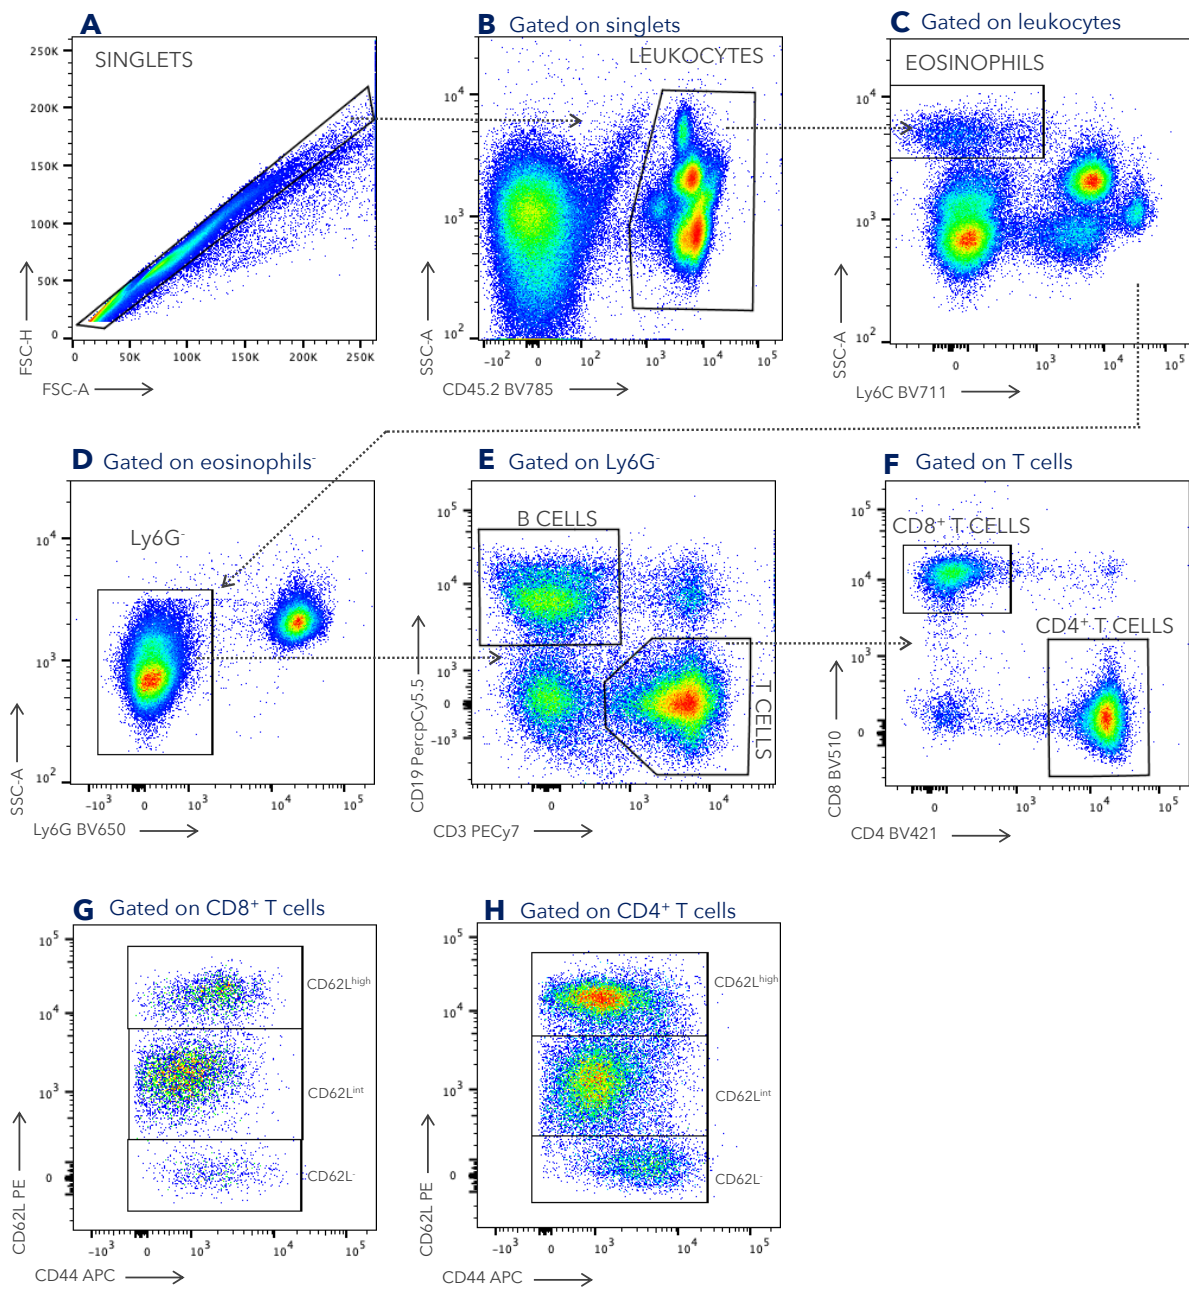 A
SINGLETS
250K
200K
150K
100K
50K
0
FSC-H
0
50K
100K
150K
200K
250K
FSC-A
B Gated on singlets
LEUKOCYTES
10⁴
10³
10²
SSC-A
-10²
0
10²
10³
10⁴
10⁵
CD45.2 BV785
C Gated on leukocytes
EOSINOPHILS
10⁴
10³
10²
SSC-A
0
10³
10⁴
10⁵
Ly6C BV711
D Gated on eosinophils⁻
Ly6G⁻
10⁴
10³
10²
SSC-A
-10³
0
10³
10⁴
10⁵
Ly6G BV650
E Gated on Ly6G⁻
B CELLS
T CELLS
10⁵
10⁴
10³
0
-10³
CD19 PercpCy5.5
0
10³
10⁴
CD3 PECy7
F Gated on T cells
CD8⁺ T CELLS
CD4⁺ T CELLS
10⁵
10⁴
10³
0
CD8 BV510
0
10³
10⁴
10⁵
CD4 BV421
G Gated on CD8⁺ T cells
CD62Lʰⁱᵍʰ
CD62Lⁱⁿᵗ
CD62L⁻
10⁵
10⁴
10³
0
CD62L PE
-10³
0
10³
10⁴
10⁵
CD44 APC
H Gated on CD4⁺ T cells
CD62Lʰⁱᵍʰ
CD62Lⁱⁿᵗ
CD62L⁻
10⁵
10⁴
10³
0
CD62L PE
-10³
0
10³
10⁴
10⁵
CD44 APC